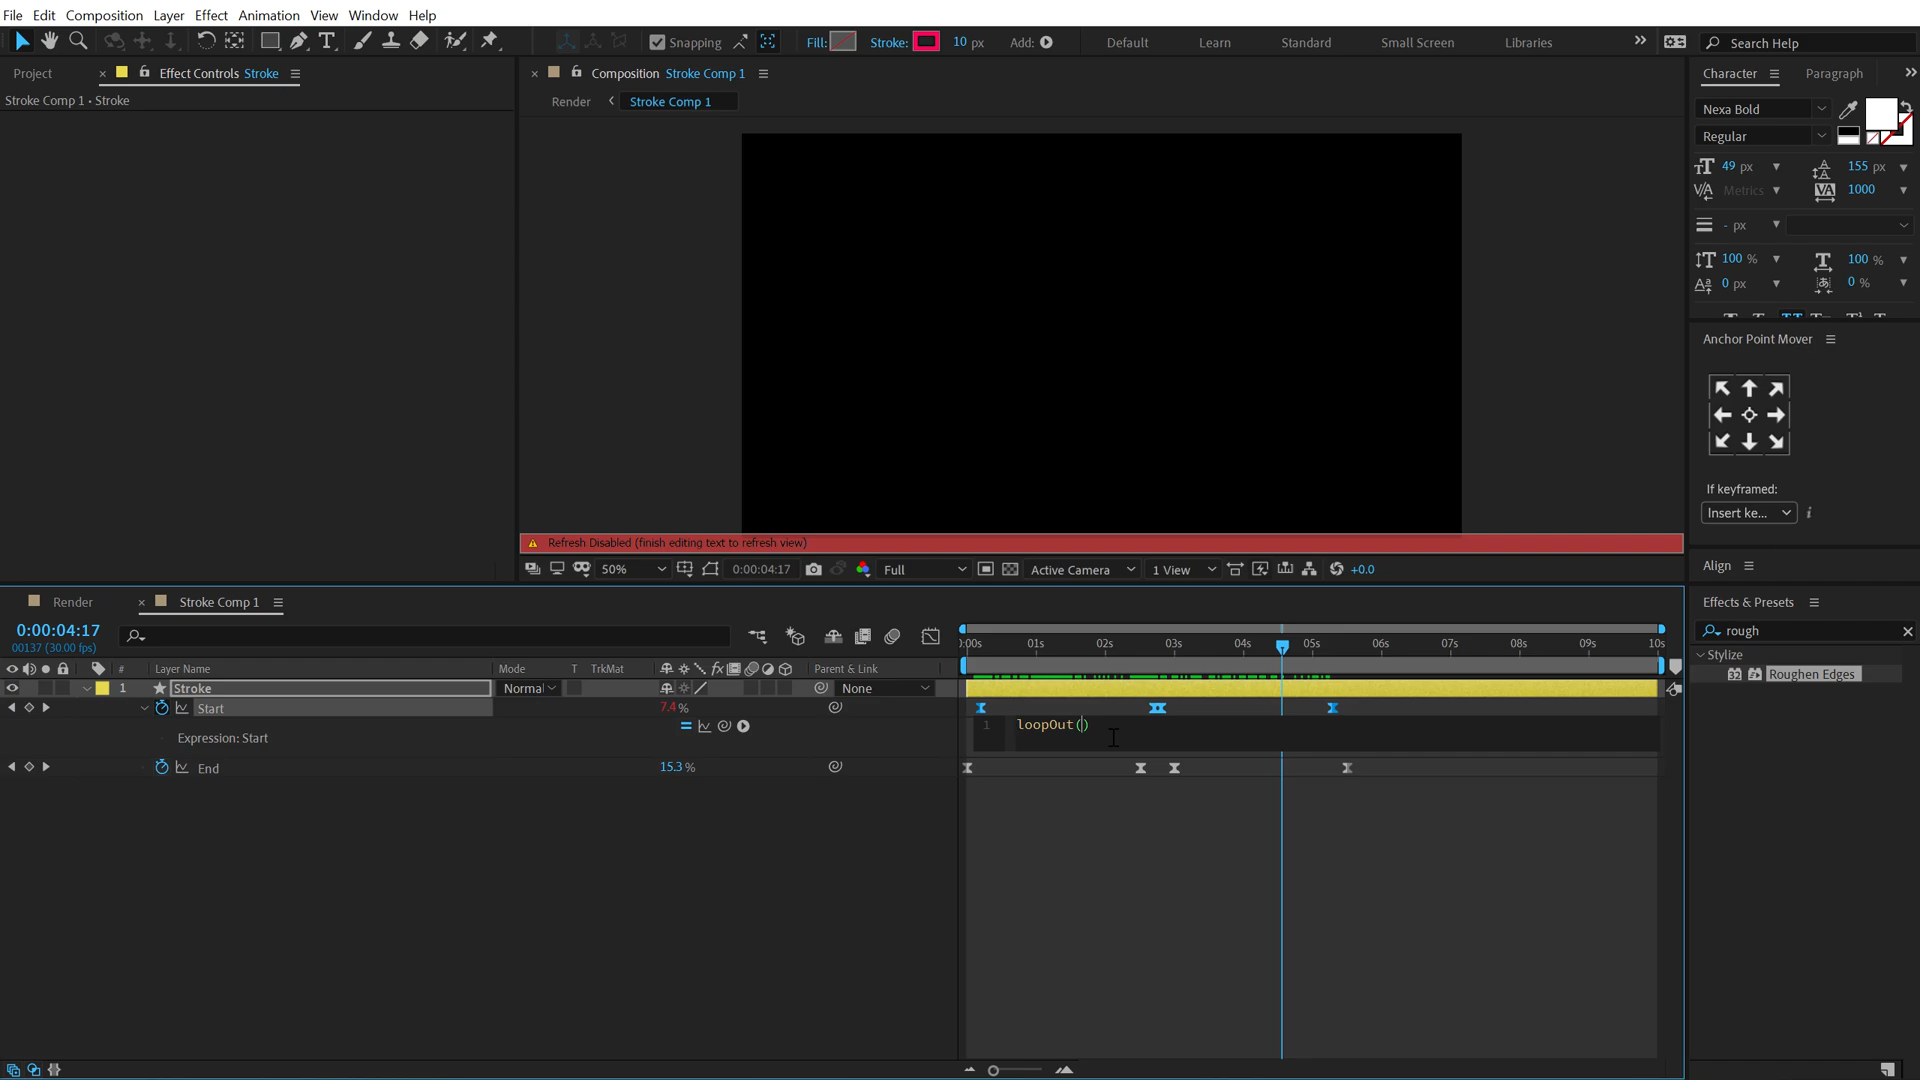 File Edit Composition Layer Effect Animation View Window Help
Snapping Fill: Stroke: 10 px Add: Default Learn Standard Small Screen Libraries Search Help
Project Effect Controls Stroke
Composition Stroke Comp 1
Character Paragraph
Stroke Comp 1 • Stroke
Render Stroke Comp 1
Nexa Bold
Regular
49 px 155 px
Metrics 1000
- px
100 % 100 %
0 px 0 %
Anchor Point Mover
If keyframed:
Insert ke...
Refresh Disabled (finish editing text to refresh view)
50% 0:00:04:17 Full Active Camera 1 View +0.0
Align
Render Stroke Comp 1
Effects & Presets
0:00:04:17
00137 (30.00 fps)
rough
:00s 01s 02s 03s 04s 05s 06s 07s 08s 09s 10s
Stylize
32 Roughen Edges
# Layer Name Mode T TrkMat Parent & Link
1 Stroke Normal None
Start 7.4 %
1 loopOut()
Expression: Start
End 15.3 %